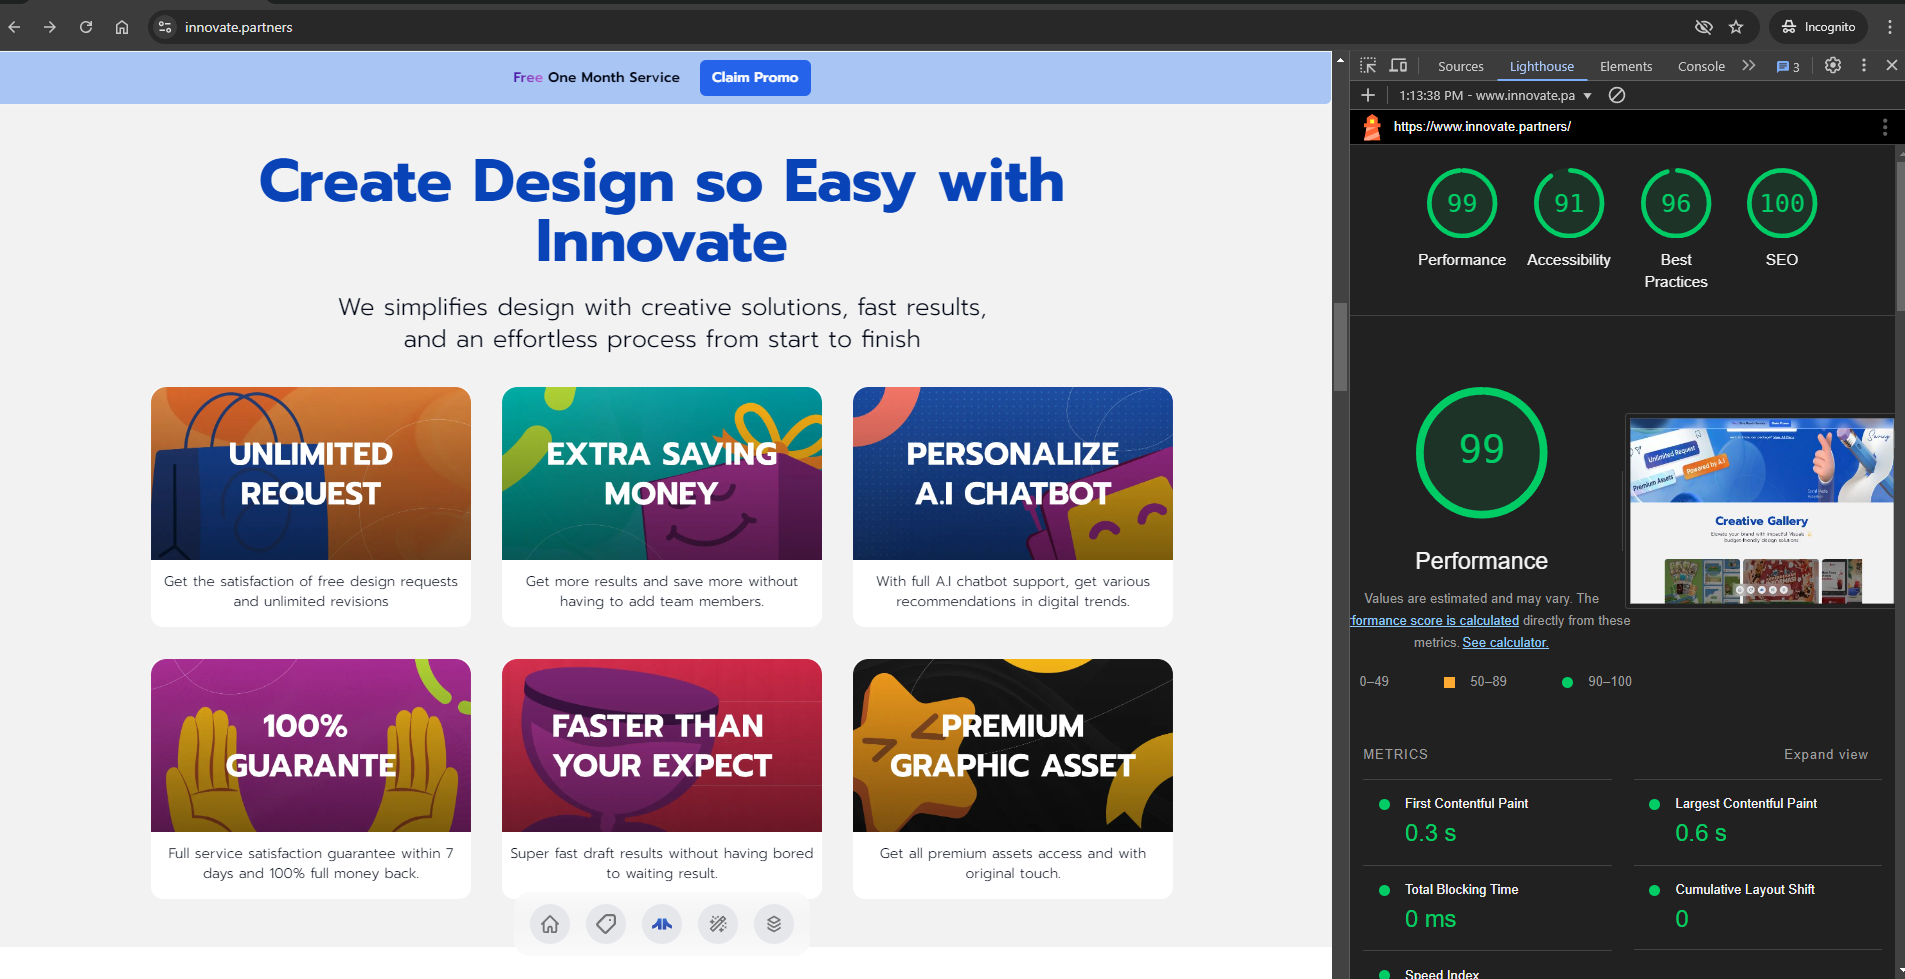 innovate.partners
Incognito
Free One Month Service
Claim Promo
Create Design so Easy with
Innovate
We simplifies design with creative solutions, fast results,
and an effortless process from start to finish
UNLIMITED
REQUEST
Get the satisfaction of free design requests
and unlimited revisions
EXTRA SAVING
MONEY
Get more results and save more without
having to add team members.
PERSONALIZE
A.I CHATBOT
With full A.I chatbot support, get various
recommendations in digital trends.
100%
GUARANTE
Full service satisfaction guarantee within 7
days and 100% full money back.
FASTER THAN
YOUR EXPECT
Super fast draft results without having bored
to waiting result.
PREMIUM
GRAPHIC ASSET
Get all premium assets access and with
original touch.
Sources Lighthouse Elements Console 3
1:13:38 PM - www.innovate.pa
https://www.innovate.partners/
99 91 96 100
Performance Accessibility Best Practices SEO
99
Performance
Values are estimated and may vary. The
rformance score is calculated directly from these
metrics. See calculator.
0–49 50–89 90–100
Unlimited Request
Powered by A.I
Premium Assets
Creative Gallery
METRICS Expand view
First Contentful Paint
0.3 s
Largest Contentful Paint
0.6 s
Total Blocking Time
0 ms
Cumulative Layout Shift
0
Speed Index